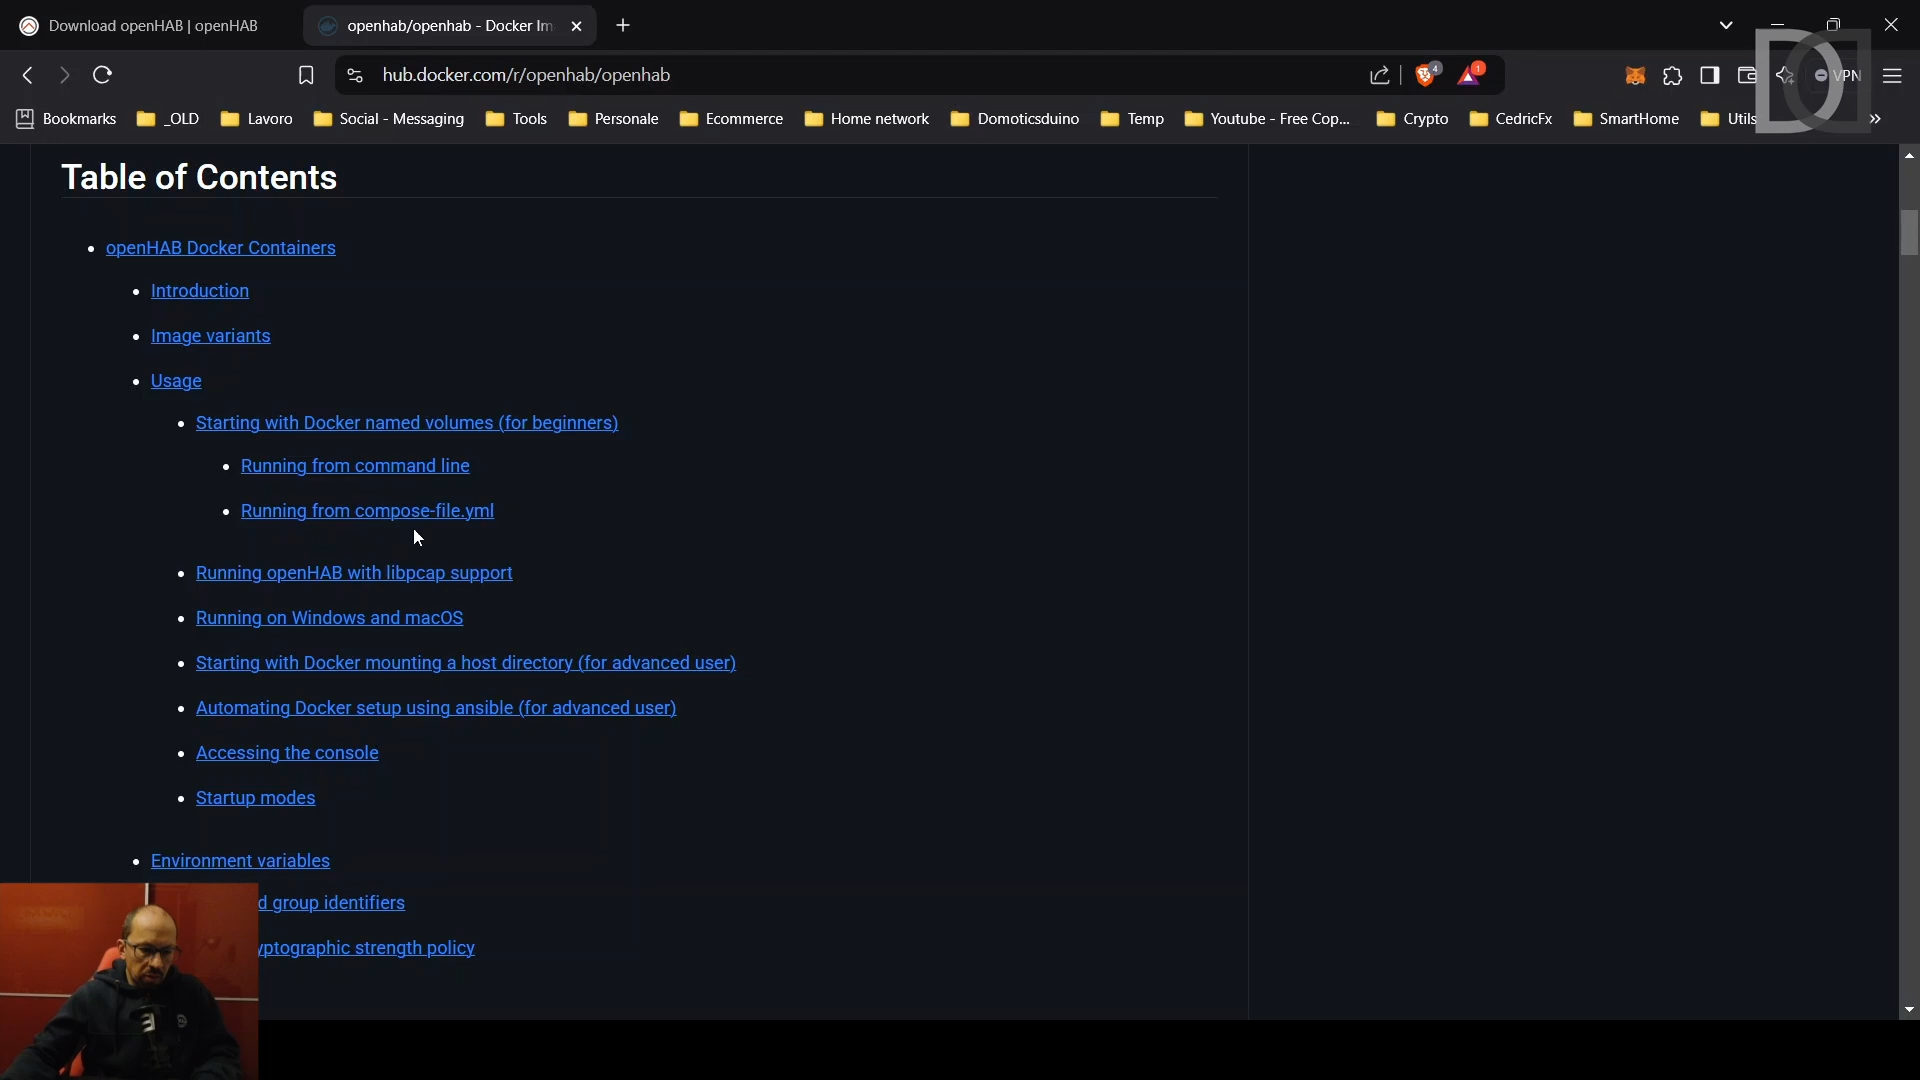 Download openHAB | openHAB
openhab/openhab - Docker Im
hub.docker.com/r/openhab/openhab
4
1
VPN
Bookmarks
_OLD
Lavoro
Social - Messaging
Tools
Personale
Ecommerce
Home network
Domoticsduino
Temp
Youtube - Free Cop...
Crypto
CedricFx
SmartHome
Utils
Table of Contents
openHAB Docker Containers
Introduction
Image variants
Usage
Starting with Docker named volumes (for beginners)
Running from command line
Running from compose-file.yml
Running openHAB with libpcap support
Running on Windows and macOS
Starting with Docker mounting a host directory (for advanced user)
Automating Docker setup using ansible (for advanced user)
Accessing the console
Startup modes
Environment variables
d group identifiers
yptographic strength policy